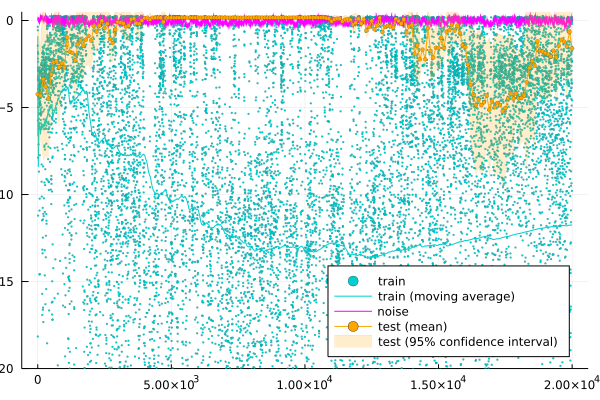 0
−5
10
15
20
0
5.00×10³
1.00×10⁴
1.50×10⁴
2.00×10⁴
train
train (moving average)
noise
test (mean)
test (95% confidence interval)